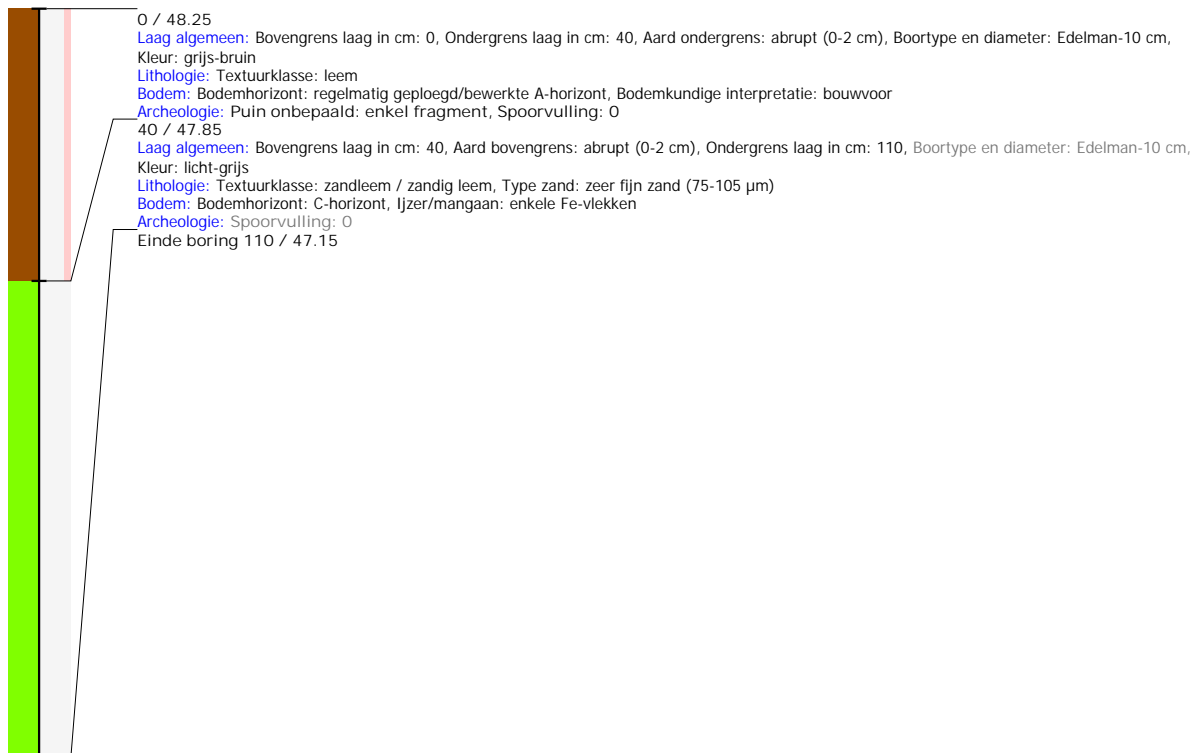 0 / 48.25
Laag algemeen: Bovengrens laag in cm: 0, Ondergrens laag in cm: 40, Aard ondergrens: abrupt (0-2 cm), Boortype en diameter: Edelman-10 cm,
Kleur: grijs-bruin
Lithologie: Textuurklasse: leem
Bodem: Bodemhorizont: regelmatig geploegd/bewerkte A-horizont, Bodemkundige interpretatie: bouwvoor
Archeologie: Puin onbepaald: enkel fragment, Spoorvulling: 0
40 / 47.85
Laag algemeen: Bovengrens laag in cm: 40, Aard bovengrens: abrupt (0-2 cm), Ondergrens laag in cm: 110, Boortype en diameter: Edelman-10 cm,
Kleur: licht-grijs
Lithologie: Textuurklasse: zandleem / zandig leem, Type zand: zeer fijn zand (75-105 µm)
Bodem: Bodemhorizont: C-horizont, Ijzer/mangaan: enkele Fe-vlekken
Archeologie: Spoorvulling: 0
Einde boring 110 / 47.15